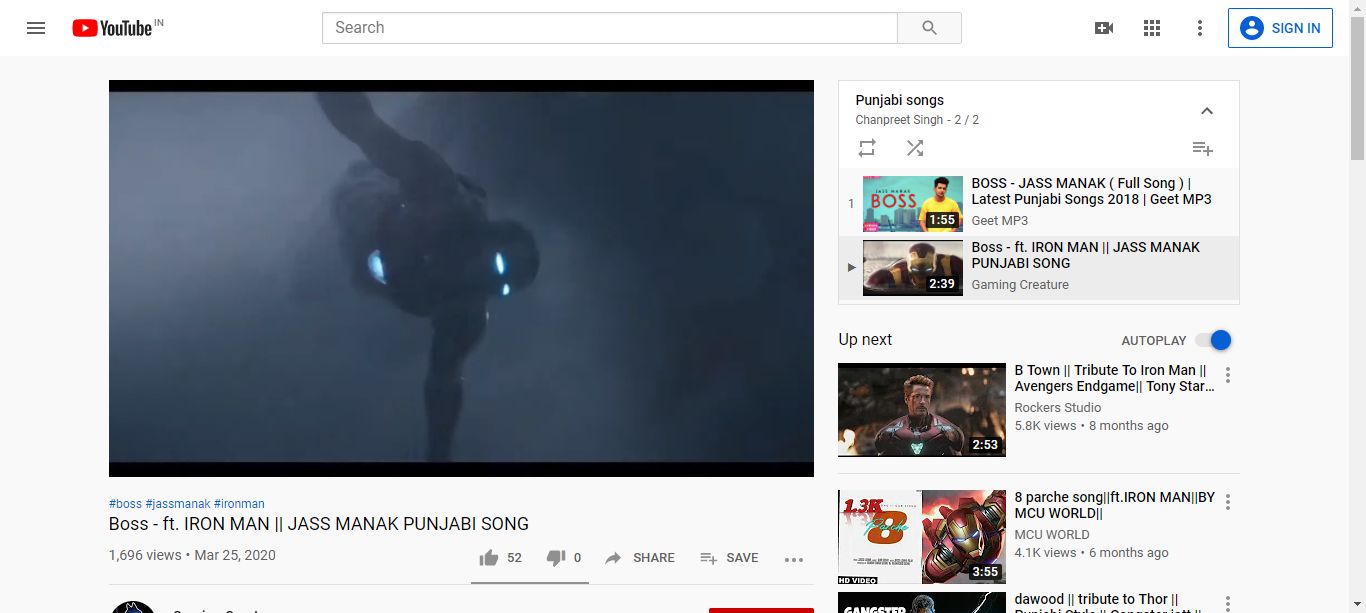 YouTube IN
Search
SIGN IN
Punjabi songs
Chanpreet Singh - 2 / 2
1
JASS MANAK
BOSS
1:55
BOSS - JASS MANAK ( Full Song ) |
Latest Punjabi Songs 2018 | Geet MP3
Geet MP3
2:39
Boss - ft. IRON MAN || JASS MANAK
PUNJABI SONG
Gaming Creature
Up next
AUTOPLAY
2:53
B Town || Tribute To Iron Man ||
Avengers Endgame|| Tony Star...
Rockers Studio
5.8K views • 8 months ago
1.3K
8
Parche
HD VIDEO
3:55
8 parche song||ft.IRON MAN||BY
MCU WORLD||
MCU WORLD
4.1K views • 6 months ago
GANGSTER
dawood || tribute to Thor ||
#boss #jassmanak #ironman
Boss - ft. IRON MAN || JASS MANAK PUNJABI SONG
1,696 views • Mar 25, 2020
52
0
SHARE
SAVE